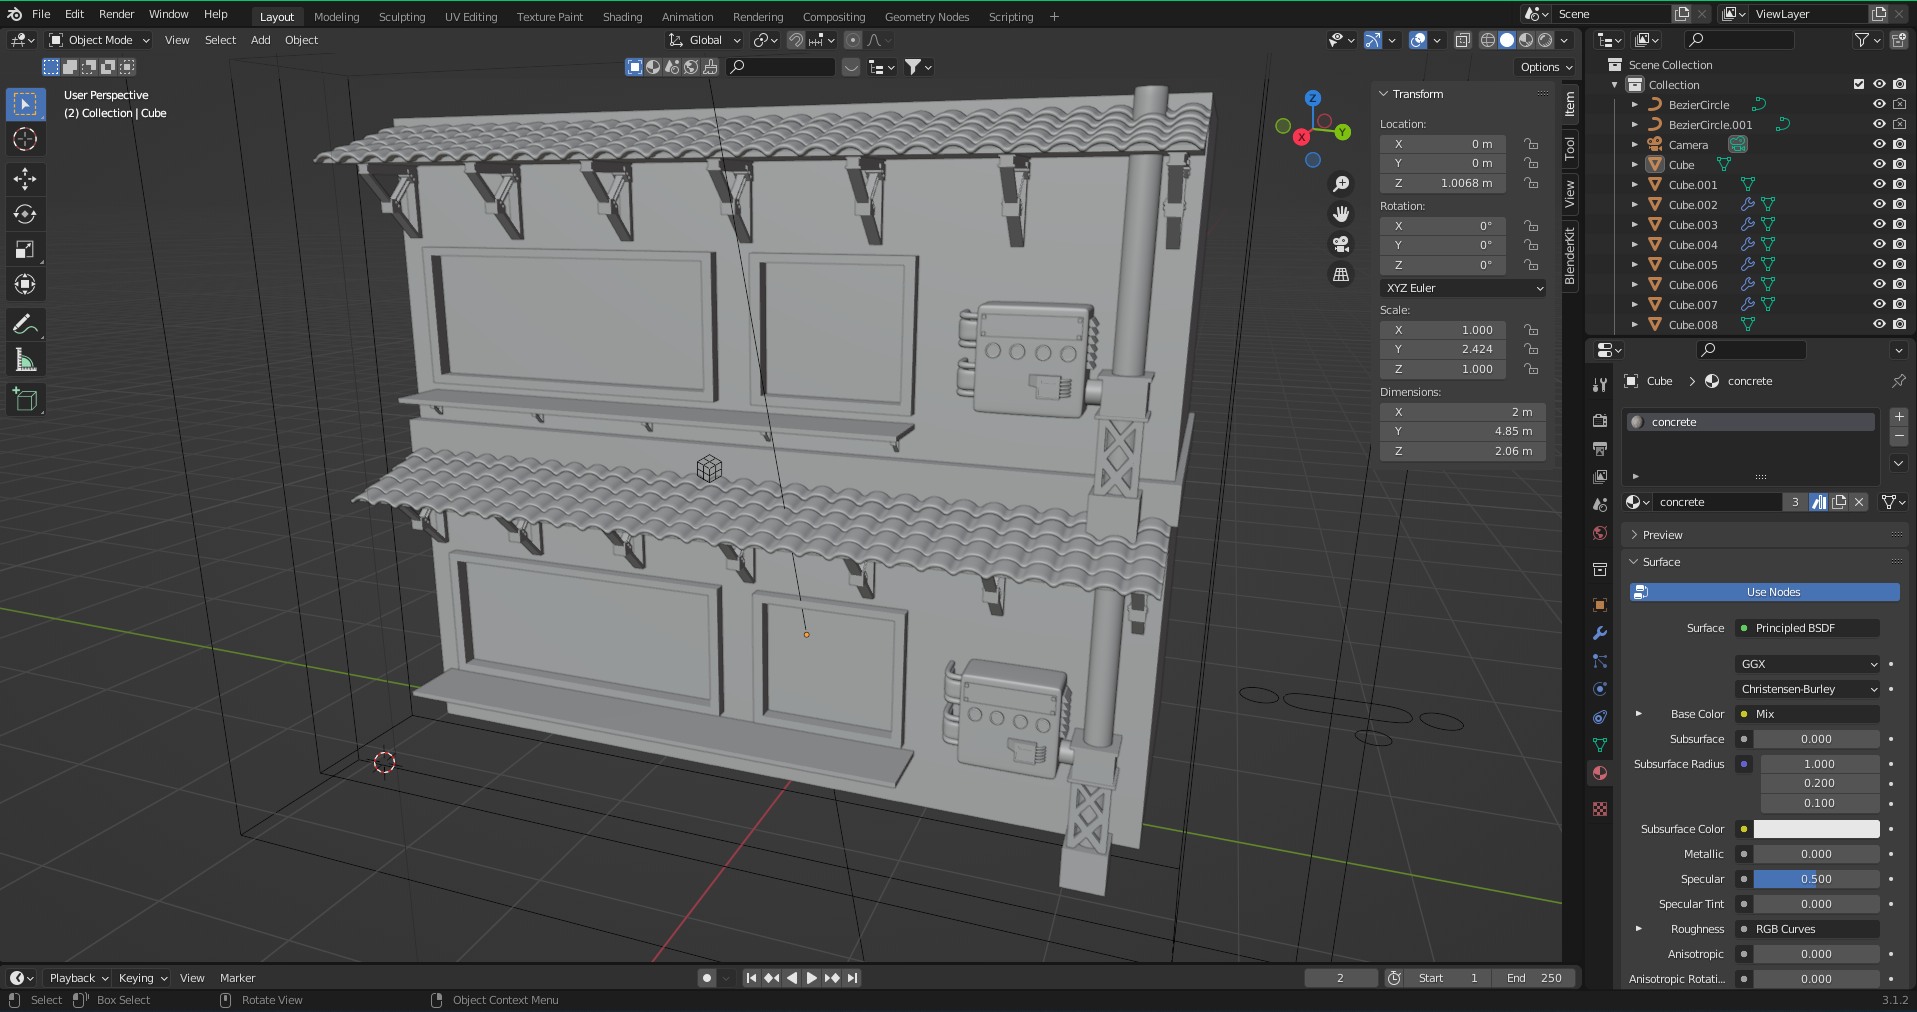 File Edit Render Window Help Layout Modeling Sculpting UV Editing Texture Paint Shading Animation Rendering Compositing Geometry Nodes Scripting + Scene ViewLayer
Object Mode View Select Add Object Global
Options
User Perspective
(2) Collection | Cube
Z
Y
X
Item
Tool
View
BlenderKit
Transform
Location:
X 0 m
Y 0 m
Z 1.0068 m
Rotation:
X 0°
Y 0°
Z 0°
XYZ Euler
Scale:
X 1.000
Y 2.424
Z 1.000
Dimensions:
X 2 m
Y 4.85 m
Z 2.06 m
Scene Collection
Collection
BezierCircle
BezierCircle.001
Camera
Cube
Cube.001
Cube.002
Cube.003
Cube.004
Cube.005
Cube.006
Cube.007
Cube.008
Cube concrete
concrete
concrete 3
Preview
Surface
Use Nodes
Surface Principled BSDF
GGX
Christensen-Burley
Base Color Mix
Subsurface 0.000
Subsurface Radius 1.000
0.200
0.100
Subsurface Color
Metallic 0.000
Specular 0.500
Specular Tint 0.000
Roughness RGB Curves
Anisotropic 0.000
Anisotropic Rotati... 0.000
Playback Keying View Marker 2 Start 1 End 250
Select Box Select Rotate View Object Context Menu 3.1.2